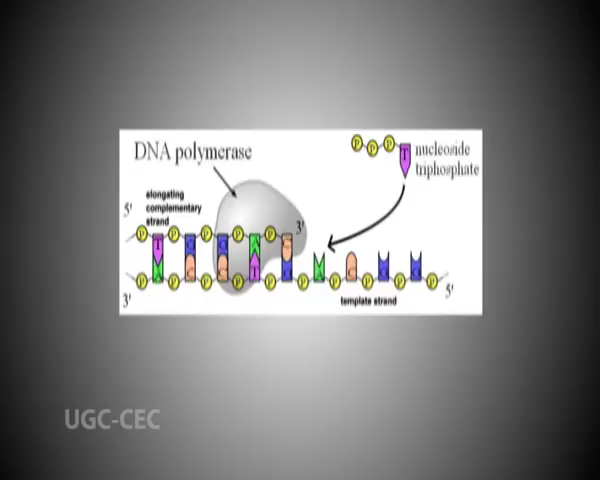 DNA polymerase
nucleoside
triphosphate
P P P
T
elongating
complementary
strand
5'
3'
P P P P P
T
3'
5'
T
P P P P P P P P P P
template strand
UGC-CEC